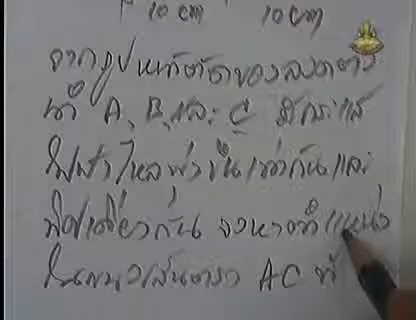 10 cm 10 cm
จากรูปหน้าตัดของลวดตัว
นำ A, B, และ C มีกระแส
ไฟฟ้าไหลผ่านเท่ากันและ
ทิศเดียวกัน จงหาตำแหน่ง
ในแนวเส้นตรง AC ที่